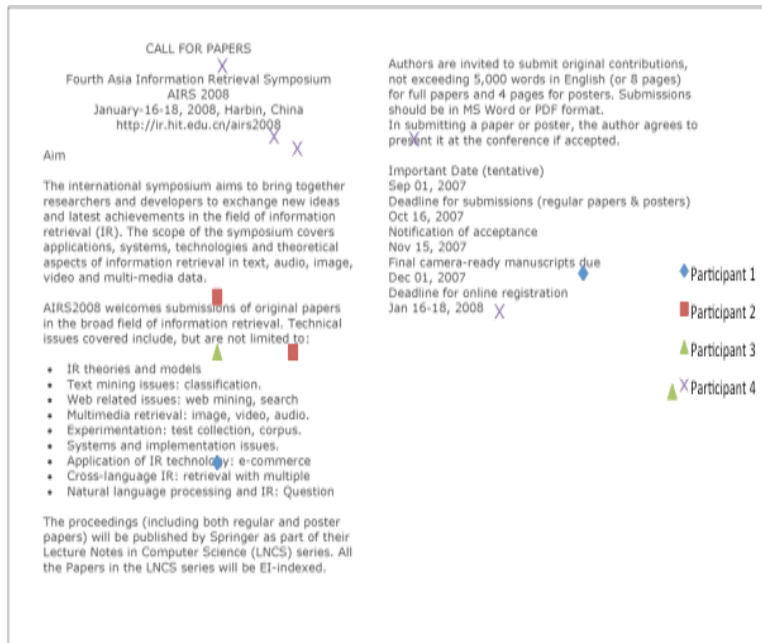 CALL FOR PAPERS
Fourth Asia Information Retrieval Symposium
AIRS 2008
January-16-18, 2008, Harbin, China
http://ir.hit.edu.cn/airs2008
Aim
The international symposium aims to bring together
researchers and developers to exchange new ideas
and latest achievements in the field of information
retrieval (IR). The scope of the symposium covers
applications, systems, technologies and theoretical
aspects of information retrieval in text, audio, image,
video and multi-media data.
AIRS2008 welcomes submissions of original papers
in the broad field of information retrieval. Technical
issues covered include, but are not limited to:
• IR theories and models
• Text mining issues: classification.
• Web related issues: web mining, search
• Multimedia retrieval: image, video, audio.
• Experimentation: test collection, corpus.
• Systems and implementation issues.
• Application of IR technology: e-commerce
• Cross-language IR: retrieval with multiple
• Natural language processing and IR: Question
The proceedings (including both regular and poster
papers) will be published by Springer as part of their
Lecture Notes in Computer Science (LNCS) series. All
the Papers in the LNCS series will be EI-indexed.
Authors are invited to submit original contributions,
not exceeding 5,000 words in English (or 8 pages)
for full papers and 4 pages for posters. Submissions
should be in MS Word or PDF format.
In submitting a paper or poster, the author agrees to
present it at the conference if accepted.
Important Date (tentative)
Sep 01, 2007
Deadline for submissions (regular papers & posters)
Oct 16, 2007
Notification of acceptance
Nov 15, 2007
Final camera-ready manuscripts due
Dec 01, 2007
Deadline for online registration
Jan 16-18, 2008
Participant 1
Participant 2
Participant 3
Participant 4